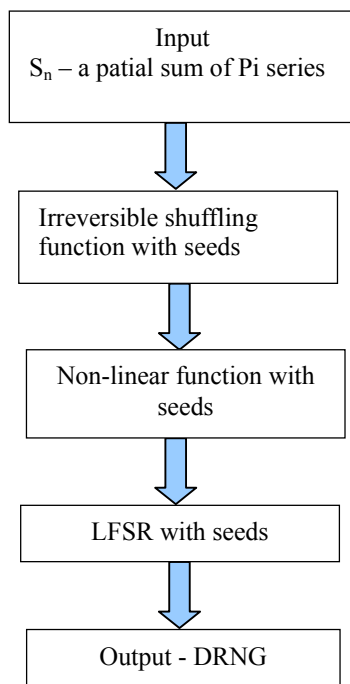 Input
Sₙ – a patial sum of Pi series
Irreversible shuffling
function with seeds
Non-linear function with
seeds
LFSR with seeds
Output - DRNG